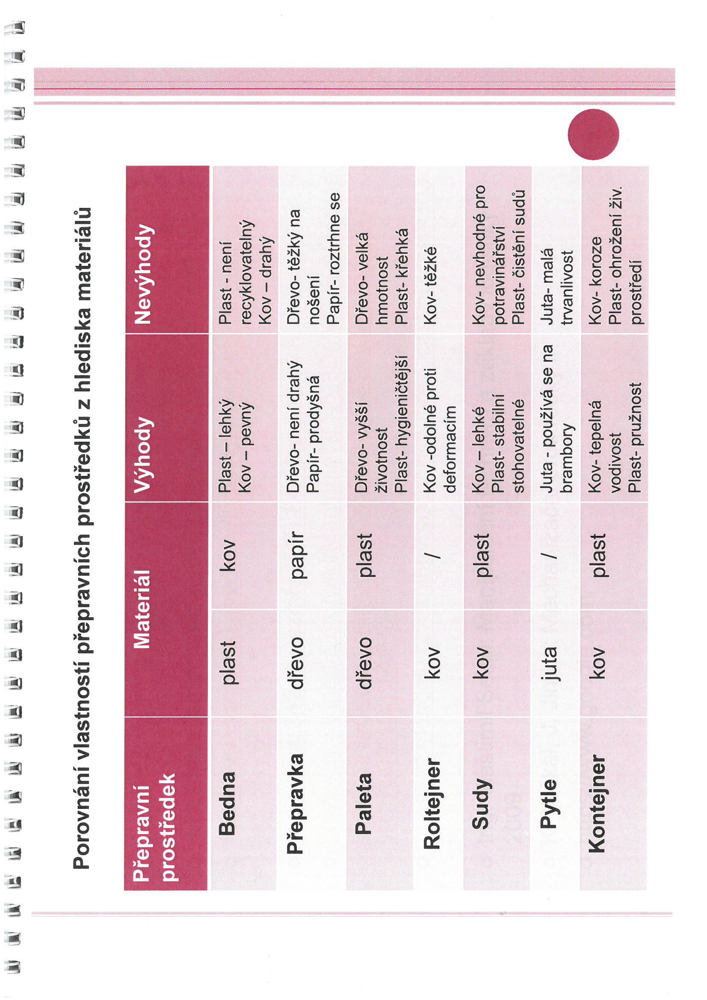 Porovnání vlastností přepravních prostředků z hlediska materiálů
Přepravní
prostředek
Materiál
Výhody
Nevýhody
Bedna
plast
kov
Plast – lehký
Kov – pevný
Plast - není
recyklovatelný
Kov – drahý
Přepravka
dřevo
papír
Dřevo- není drahý
Papír- prodyšná
Dřevo- těžký na
nošení
Papír- roztrhne se
Paleta
dřevo
plast
Dřevo- vyšší
životnost
Plast- hygieničtější
Dřevo- velká
hmotnost
Plast- křehká
Roltejner
kov
/
Kov -odolné proti
deformacím
Kov- těžké
Sudy
kov
plast
Kov – lehké
Plast- stabilní
stohovatelné
Kov- nevhodné pro
potravinářství
Plast- čistění sudů
Pytle
juta
/
Juta - používá se na
brambory
Juta- malá
trvanlivost
Kontejner
kov
plast
Kov- tepelná
vodivost
Plast- pružnost
Kov- koroze
Plast- ohrožení živ.
prostředí